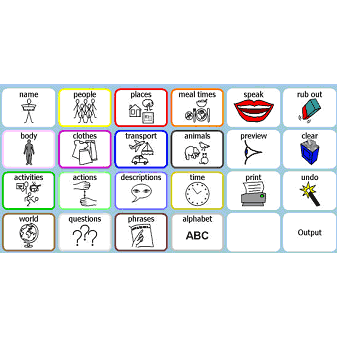 name
people
places
meal times
speak
rub out
body
clothes
transport
animals
preview
clear
activities
actions
descriptions
time
print
undo
world
questions
phrases
alphabet
ABC
Output